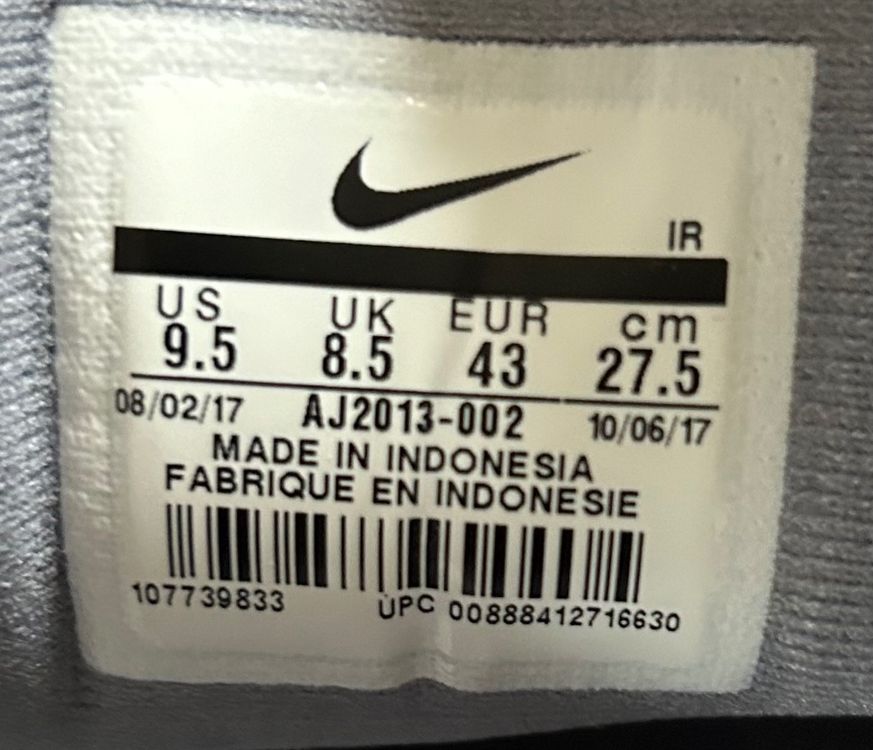 IR
US UK EUR cm
9.5 8.5 43 27.5
08/02/17 AJ2013-002 10/06/17
MADE IN INDONESIA
FABRIQUE EN INDONESIE
107739833 UPC 00888412716630